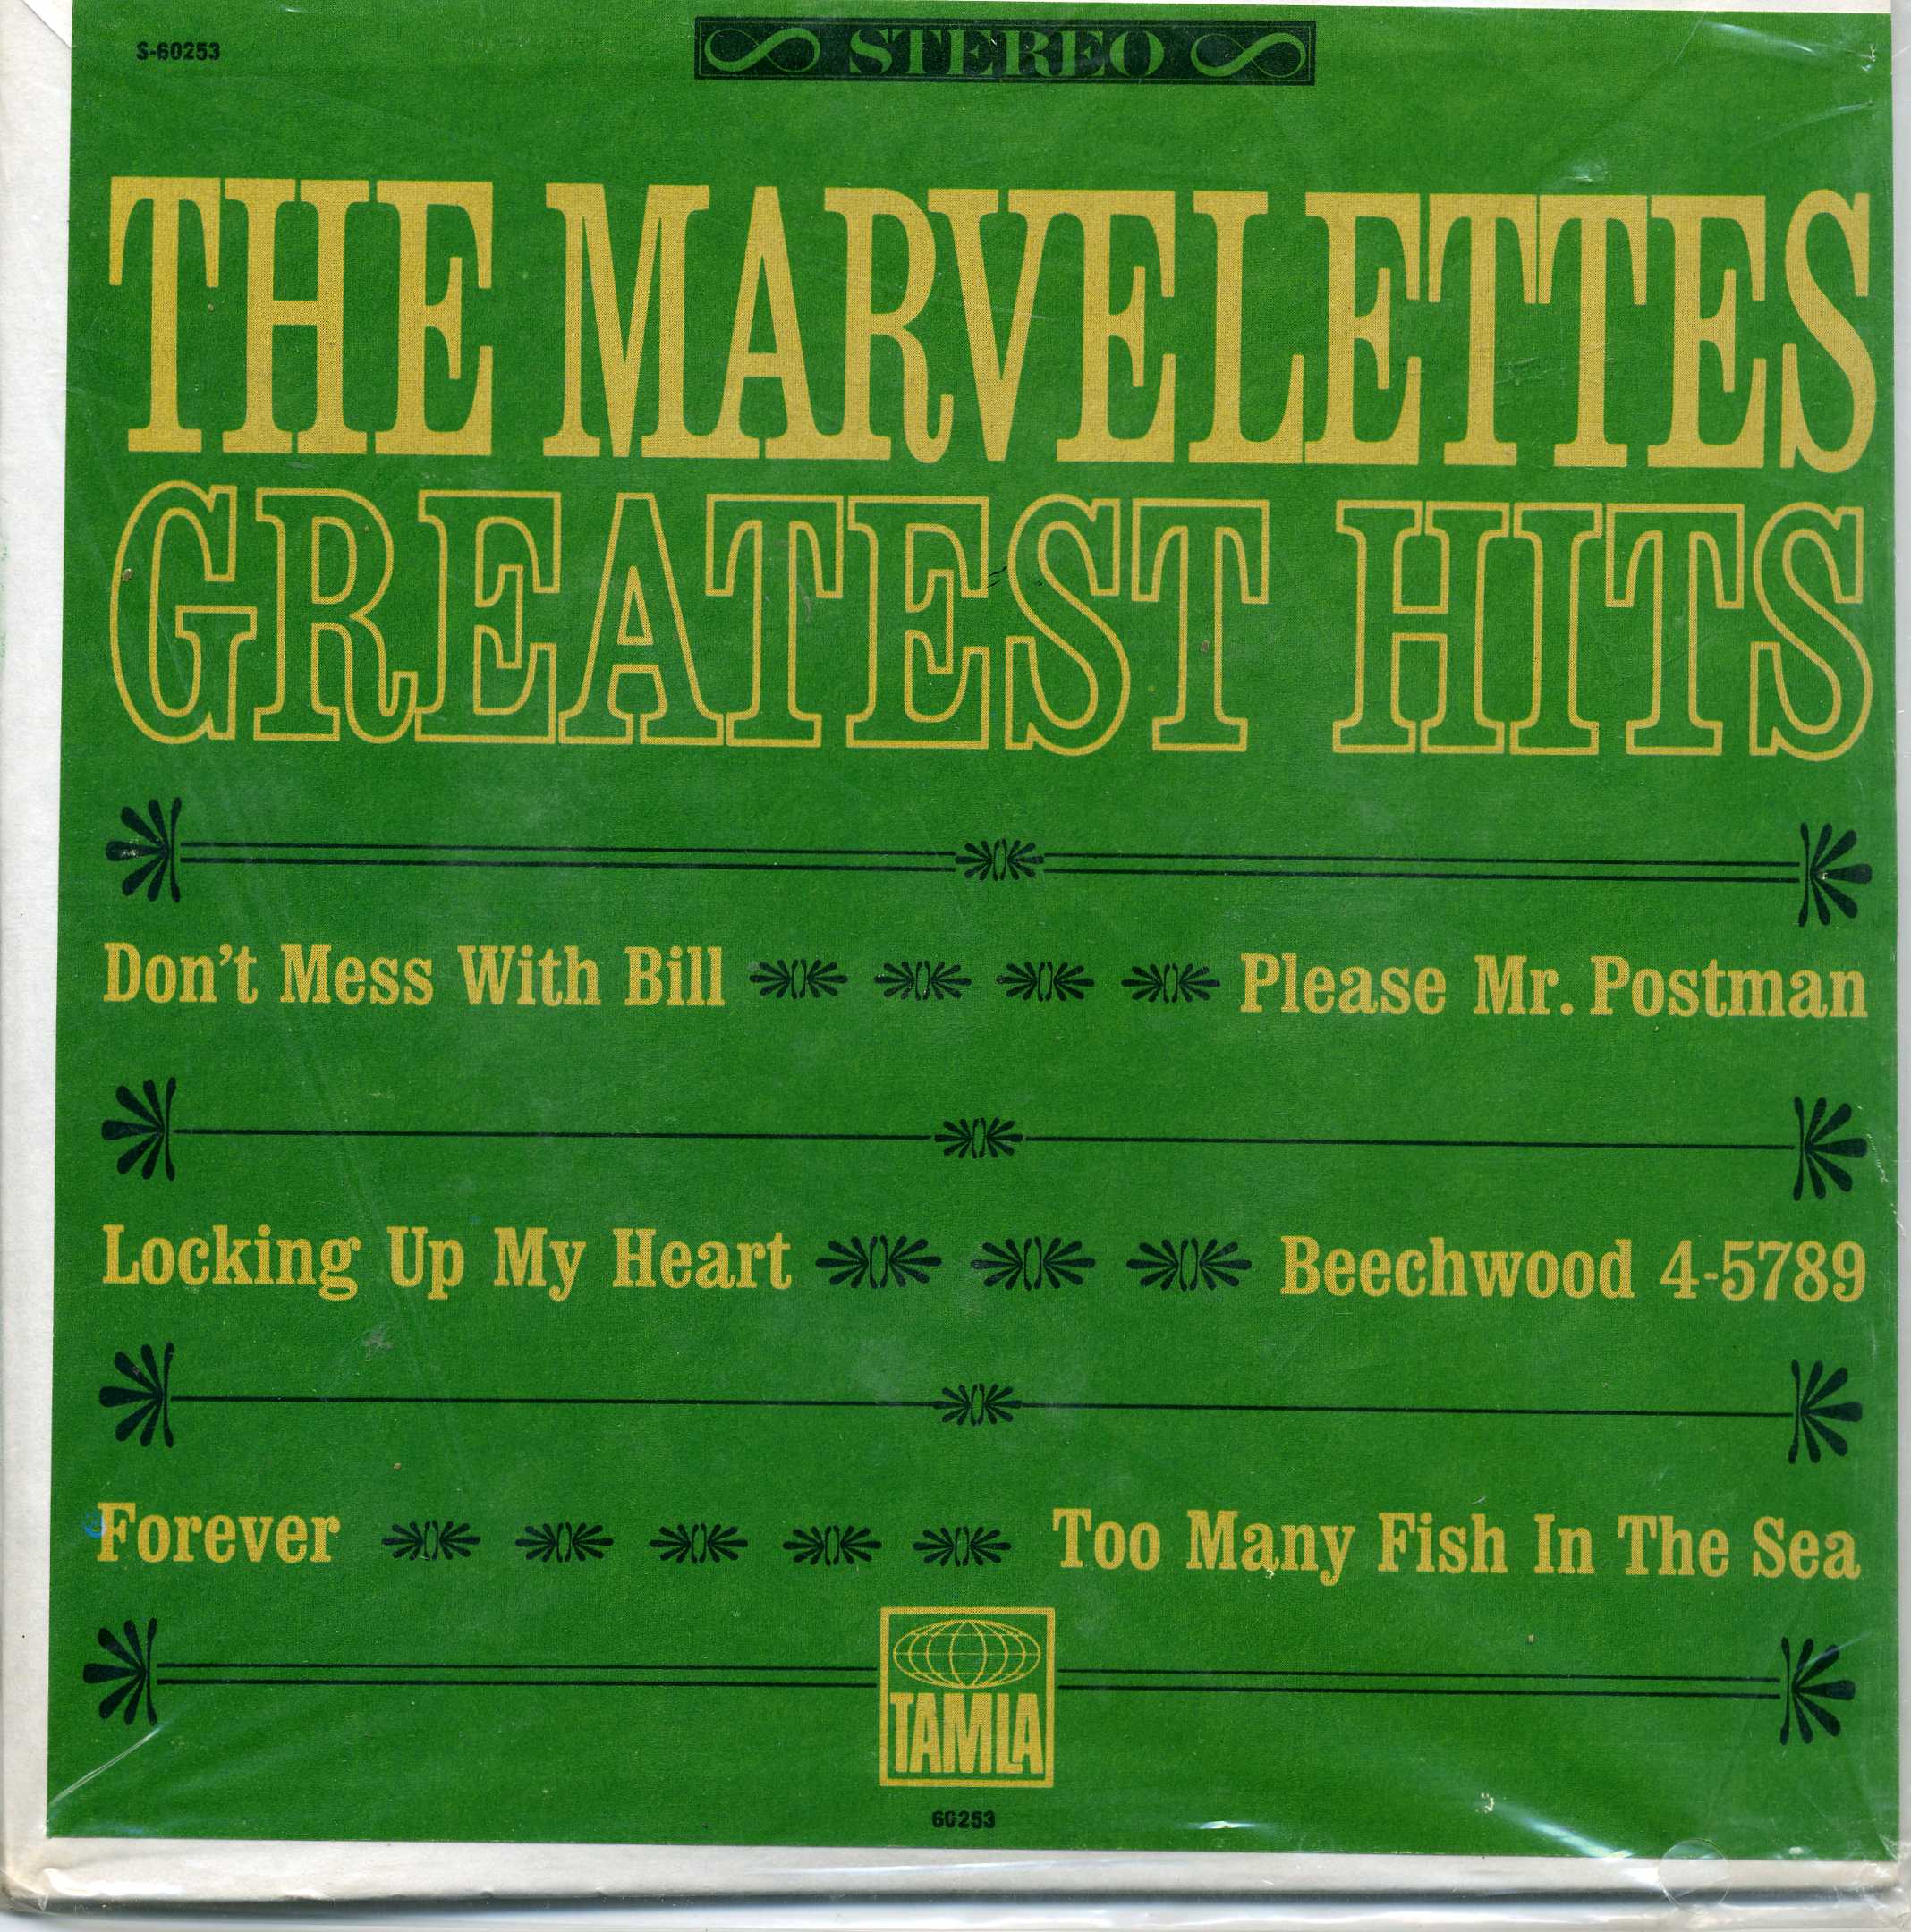 S-60253
STEREO
THE MARVELETTES
GREATEST HITS
Don't Mess With Bill Please Mr. Postman
Locking Up My Heart Beechwood 4-5789
Forever Too Many Fish In The Sea
TAMLA
60253